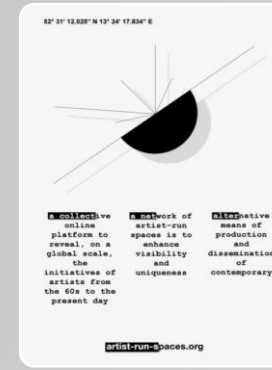 52° 31' 12.025" N 13° 24' 17.834" E
a collective
online
platform to
reveal, on a
global scale,
the
initiatives of
artists from
the 60s to the
present day
a network of
artist-run
spaces is to
enhance
visibility
and
uniqueness
alternative
means of
production
and
dissemination
of
contemporary
artist-run-spaces.org